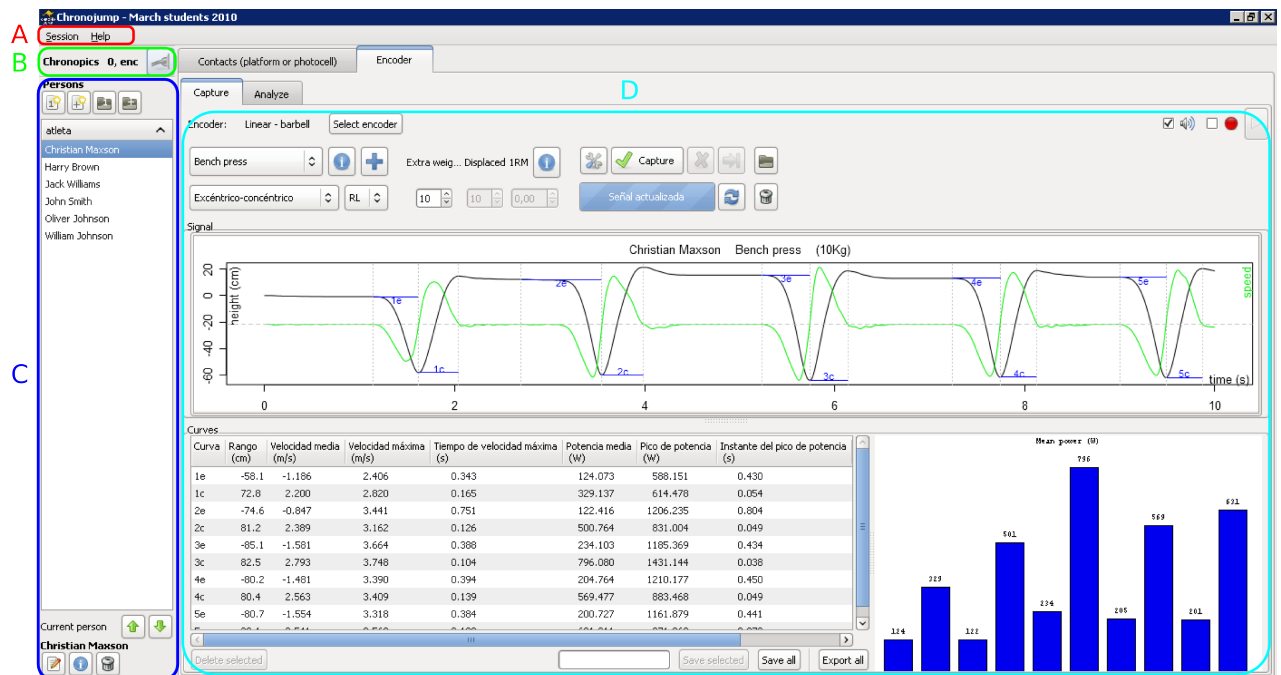 Chronojump - March students 2010
A
Session Help
B
Chronopics 0, enc
Contacts (platform or photocell) Encoder
C
Persons
atleta
Christian Maxson
Harry Brown
Jack Williams
John Smith
Oliver Johnson
William Johnson
Current person
Christian Maxson
Capture Analyze
D
Encoder: Linear - barbell Select encoder
Bench press Extra weig... Displaced 1RM Capture
Excéntrico-concéntrico RL 10 10 0,00 Señal actualizada
Signal
Christian Maxson Bench press (10Kg)
height (cm)
speed
20
0
-20
-40
-60
1e 2e 3e 4e 5e
1c 2c 3c 4c 5c
time (s)
0 2 4 6 8 10
Curves
Curva Rango (cm) Velocidad media (m/s) Velocidad máxima (m/s) Tiempo de velocidad máxima (s) Potencia media (W) Pico de potencia (W) Instante del pico de potencia (s)
1e -58.1 -1.186 2.406 0.343 124.073 588.151 0.430
1c 72.8 2.200 2.820 0.165 329.137 614.478 0.054
2e -74.6 -0.847 3.441 0.751 122.416 1206.235 0.804
2c 81.2 2.389 3.162 0.126 500.764 831.004 0.049
3e -85.1 -1.581 3.664 0.388 234.103 1185.369 0.434
3c 82.5 2.793 3.748 0.104 796.080 1431.144 0.038
4e -80.2 -1.481 3.390 0.394 204.764 1210.177 0.450
4c 80.4 2.563 3.409 0.139 569.477 883.468 0.049
5e -80.7 -1.554 3.318 0.384 200.727 1161.879 0.441
Delete selected Save selected Save all Export all
Mean power (W)
124 329 122 501 234 796 205 569 201 631